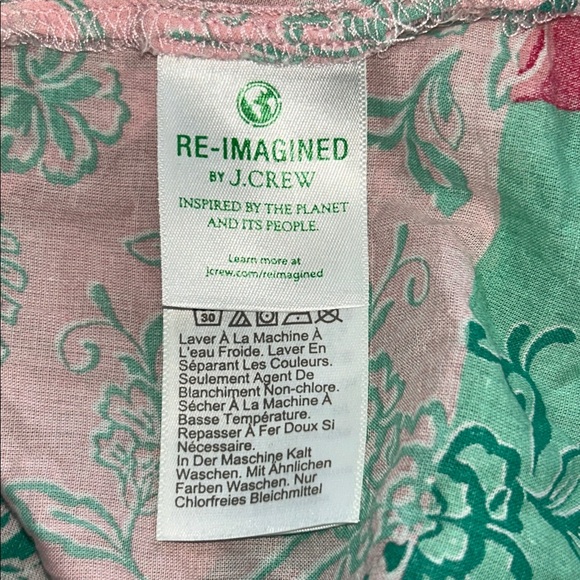 RE-IMAGINED
BY J.CREW
INSPIRED BY THE PLANET
AND ITS PEOPLE.
Learn more at
jcrew.com/reimagined
30
Laver À La Machine À
L'eau Froide. Laver En
Séparant Les Couleurs.
Seulement Agent De
Blanchiment Non-chlore.
Sécher À La Machine À
Basse Température.
Repasser À Fer Doux Si
Nécessaire.
In Der Maschine Kalt
Waschen, Mit Ähnlichen
Farben Waschen. Nur
Chlorfreies Bleichmittel